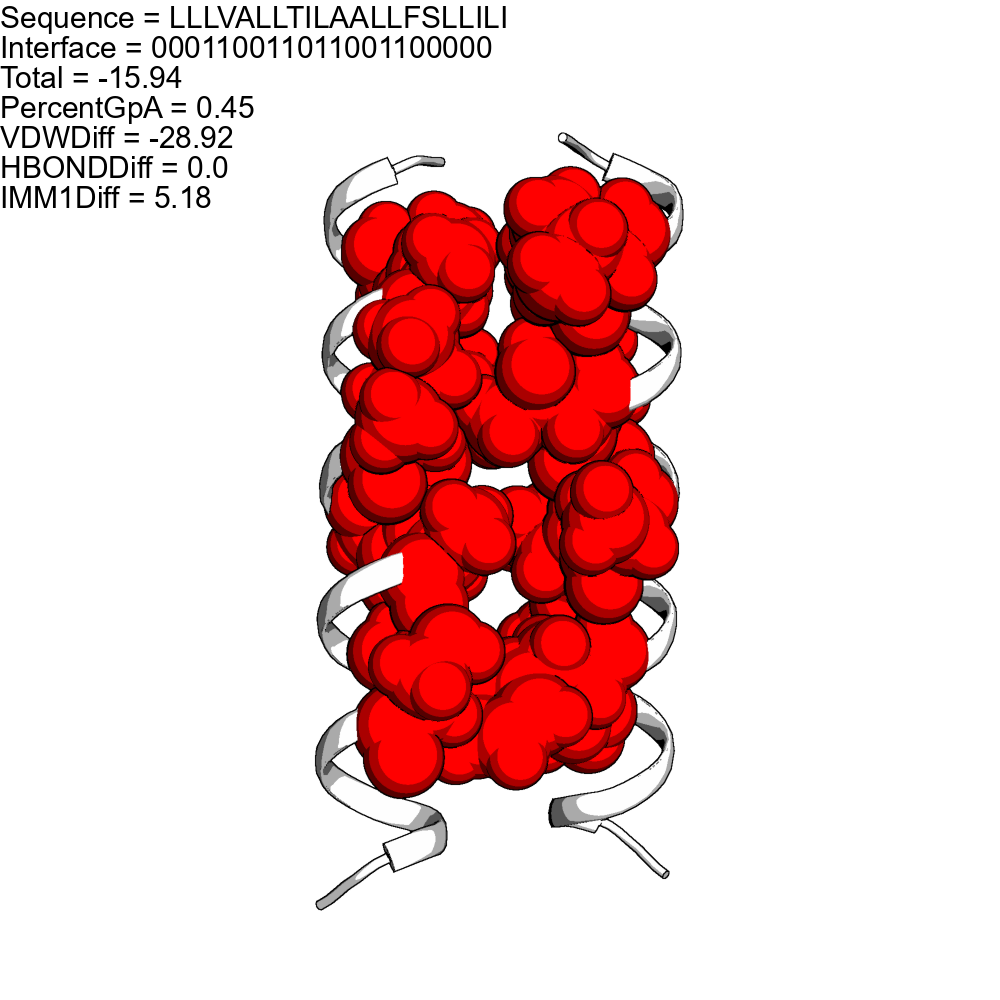 Sequence = LLLVALLTILAALLFSLLILI
Interface = 000110011011001100000
Total = -15.94
PercentGpA = 0.45
VDWDiff = -28.92
HBONDDiff = 0.0
IMM1Diff = 5.18